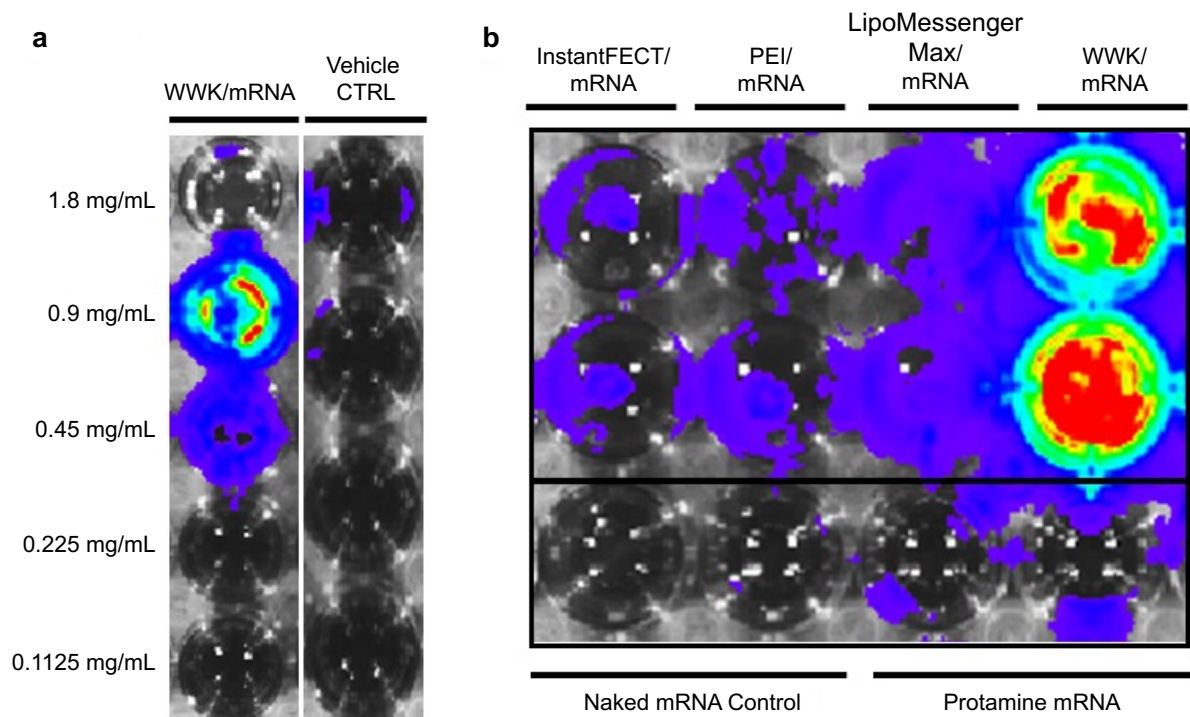 a
WWK/mRNA
Vehicle
CTRL
1.8 mg/mL
0.9 mg/mL
0.45 mg/mL
0.225 mg/mL
0.1125 mg/mL
b
InstantFECT/
mRNA
PEI/
mRNA
LipoMessenger
Max/
mRNA
WWK/
mRNA
Naked mRNA Control
Protamine mRNA